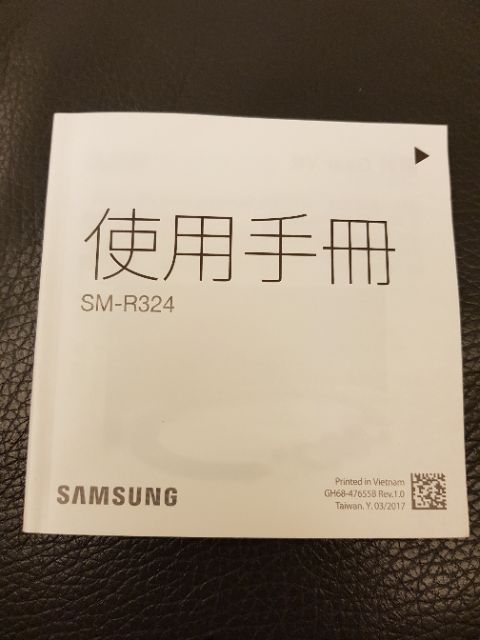 使用手冊
SM-R324
SAMSUNG
Printed in Vietnam
GH68-47655B Rev.1.0
Taiwan. Y. 03/2017